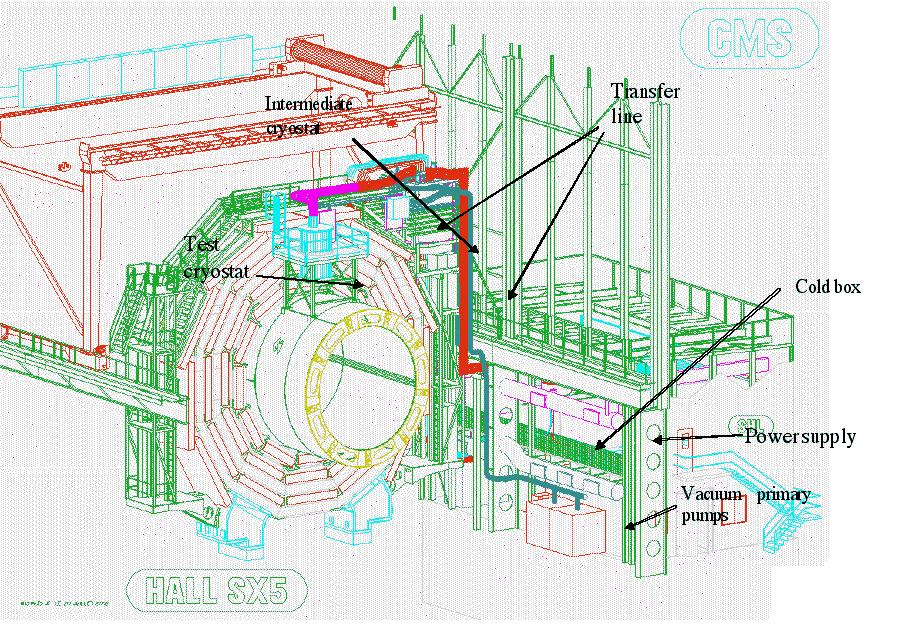 CMS
Transfer
line
Intermediate
cryostat
Test
cryostat
Cold box
Power supply
Vacuum primary
pumps
HALL SX5